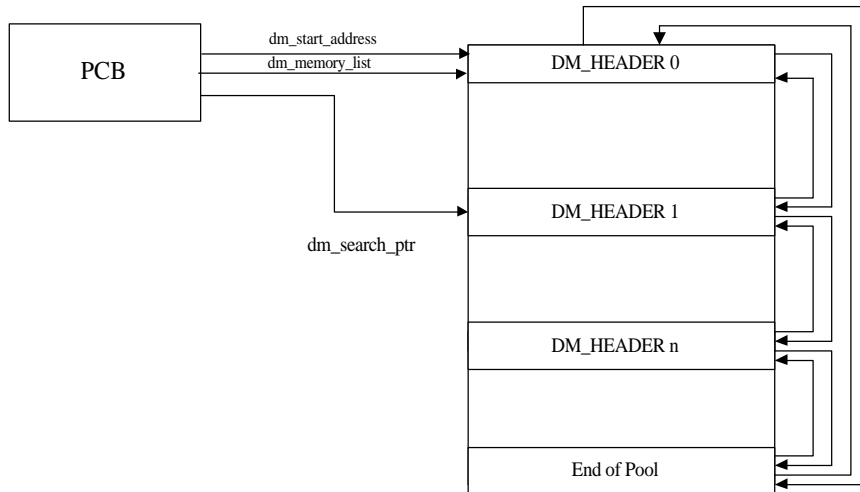 dm_start_address
PCB
dm_memory_list
DM_HEADER 0
DM_HEADER 1
dm_search_ptr
DM_HEADER n
End of Pool